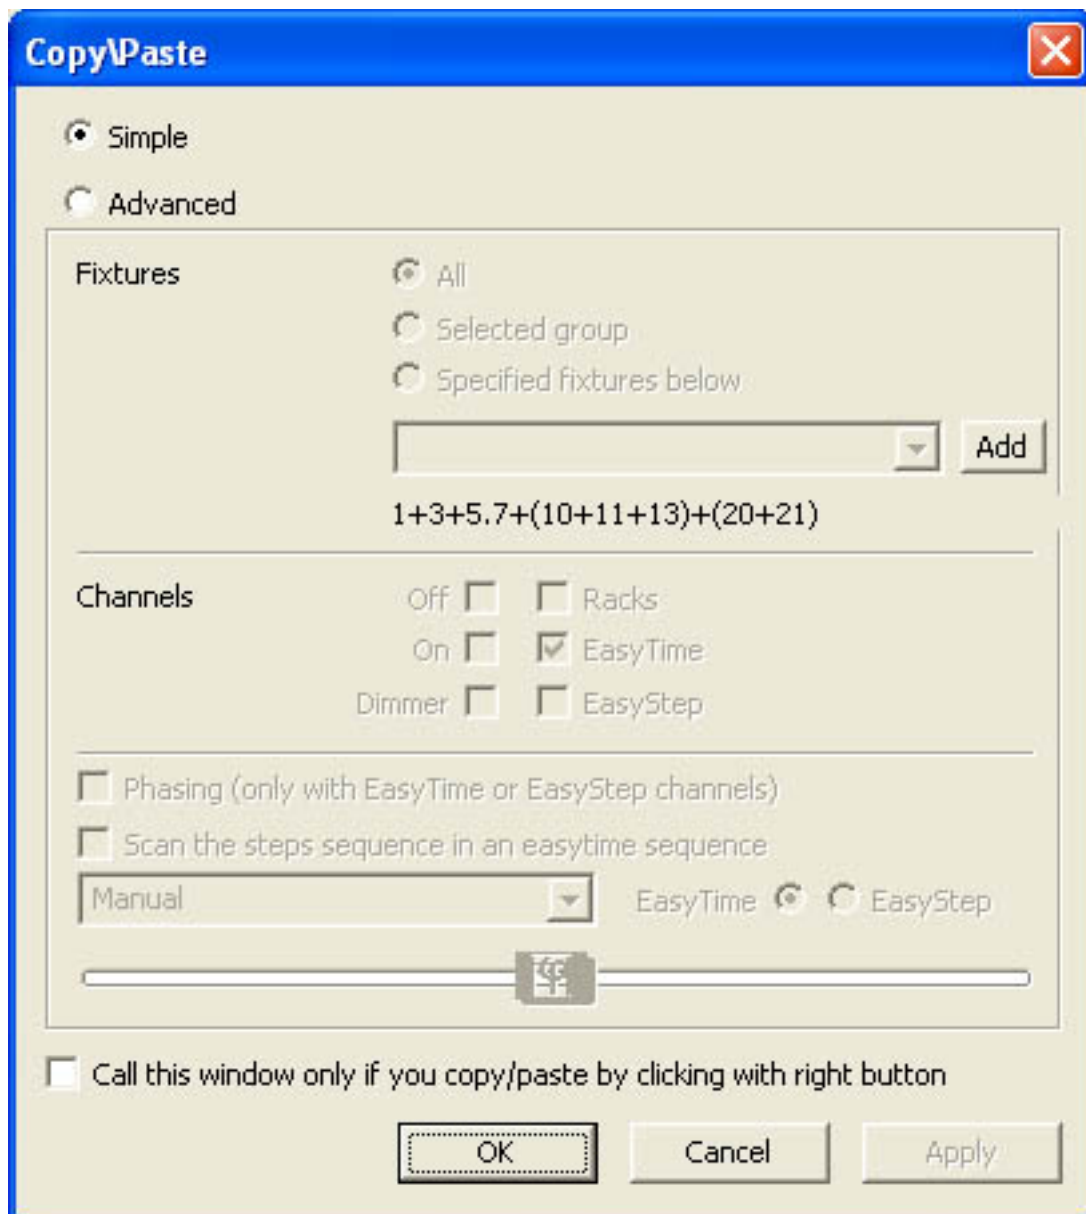 Copy\Paste
Simple
Advanced
Fixtures
All
Selected group
Specified fixtures below
Add
1+3+5.7+(10+11+13)+(20+21)
Channels
Off Racks
On EasyTime
Dimmer EasyStep
Phasing (only with EasyTime or EasyStep channels)
Scan the steps sequence in an easytime sequence
Manual EasyTime EasyStep
Call this window only if you copy/paste by clicking with right button
OK Cancel Apply